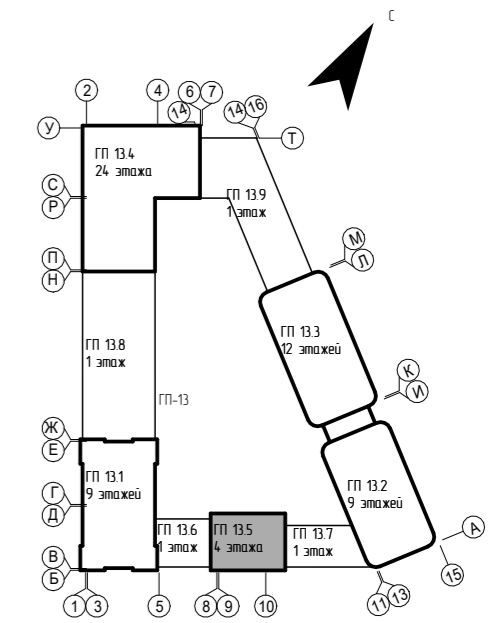 С
2
4
6
7
14
14
16
У
Т
ГП 13.4
24 этажа
С
Р
ГП 13.9
1 этаж
М
Л
П
Н
ГП 13.3
12 этажей
ГП 13.8
1 этаж
К
И
ГП-13
Ж
Е
ГП 13.1
9 этажей
Г
Д
ГП 13.2
9 этажей
ГП 13.6
1 этаж
ГП 13.5
4 этажа
ГП 13.7
1 этаж
А
15
В
Б
1
3
5
8
9
10
11
13